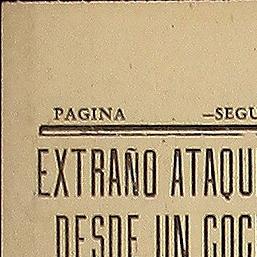 PAGINA —SEGU
EXTRAÑO ATAQU
DESDE UN COC